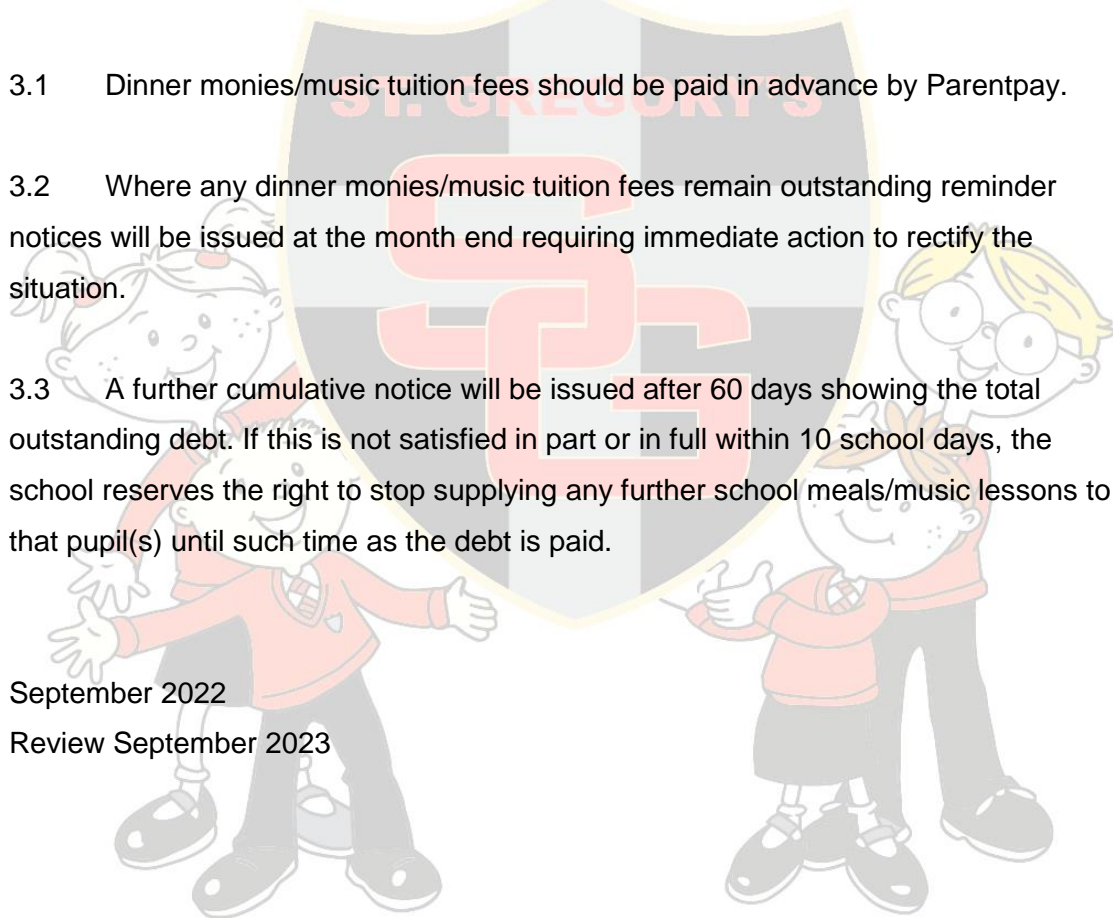 ST. GREGORY'S
SG
3.1 Dinner monies/music tuition fees should be paid in advance by Parentpay.
3.2 Where any dinner monies/music tuition fees remain outstanding reminder
notices will be issued at the month end requiring immediate action to rectify the
situation.
3.3 A further cumulative notice will be issued after 60 days showing the total
outstanding debt. If this is not satisfied in part or in full within 10 school days, the
school reserves the right to stop supplying any further school meals/music lessons to
that pupil(s) until such time as the debt is paid.
September 2022
Review September 2023